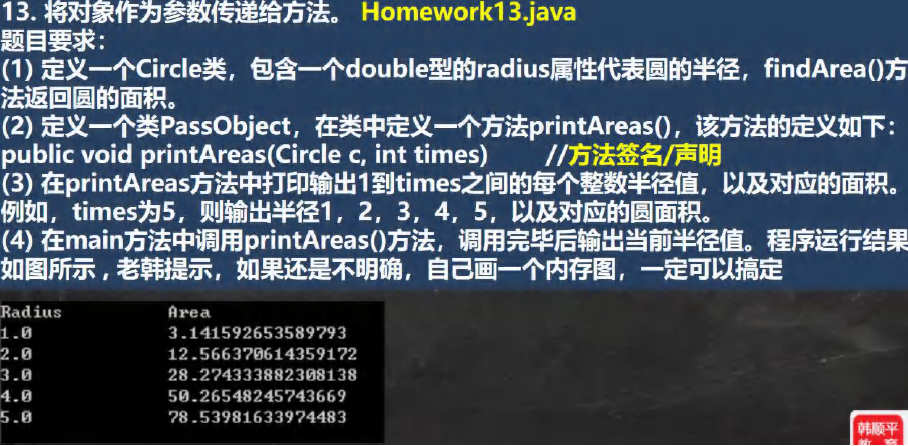 13. 将对象作为参数传递给方法。 Homework13.java
题目要求：
(1) 定义一个Circle类，包含一个double型的radius属性代表圆的半径，findArea()方
法返回圆的面积。
(2) 定义一个类PassObject，在类中定义一个方法printAreas()，该方法的定义如下：
public void printAreas(Circle c, int times) //方法签名/声明
(3) 在printAreas方法中打印输出1到times之间的每个整数半径值，以及对应的面积。
例如，times为5，则输出半径1，2，3，4，5，以及对应的圆面积。
(4) 在main方法中调用printAreas()方法，调用完毕后输出当前半径值。程序运行结果
如图所示 , 老韩提示，如果还是不明确，自己画一个内存图，一定可以搞定
Radius Area
1.0 3.141592653589793
2.0 12.566370614359172
3.0 28.274333882308138
4.0 50.26548245743669
5.0 78.53981633974483
韩顺平
教 育